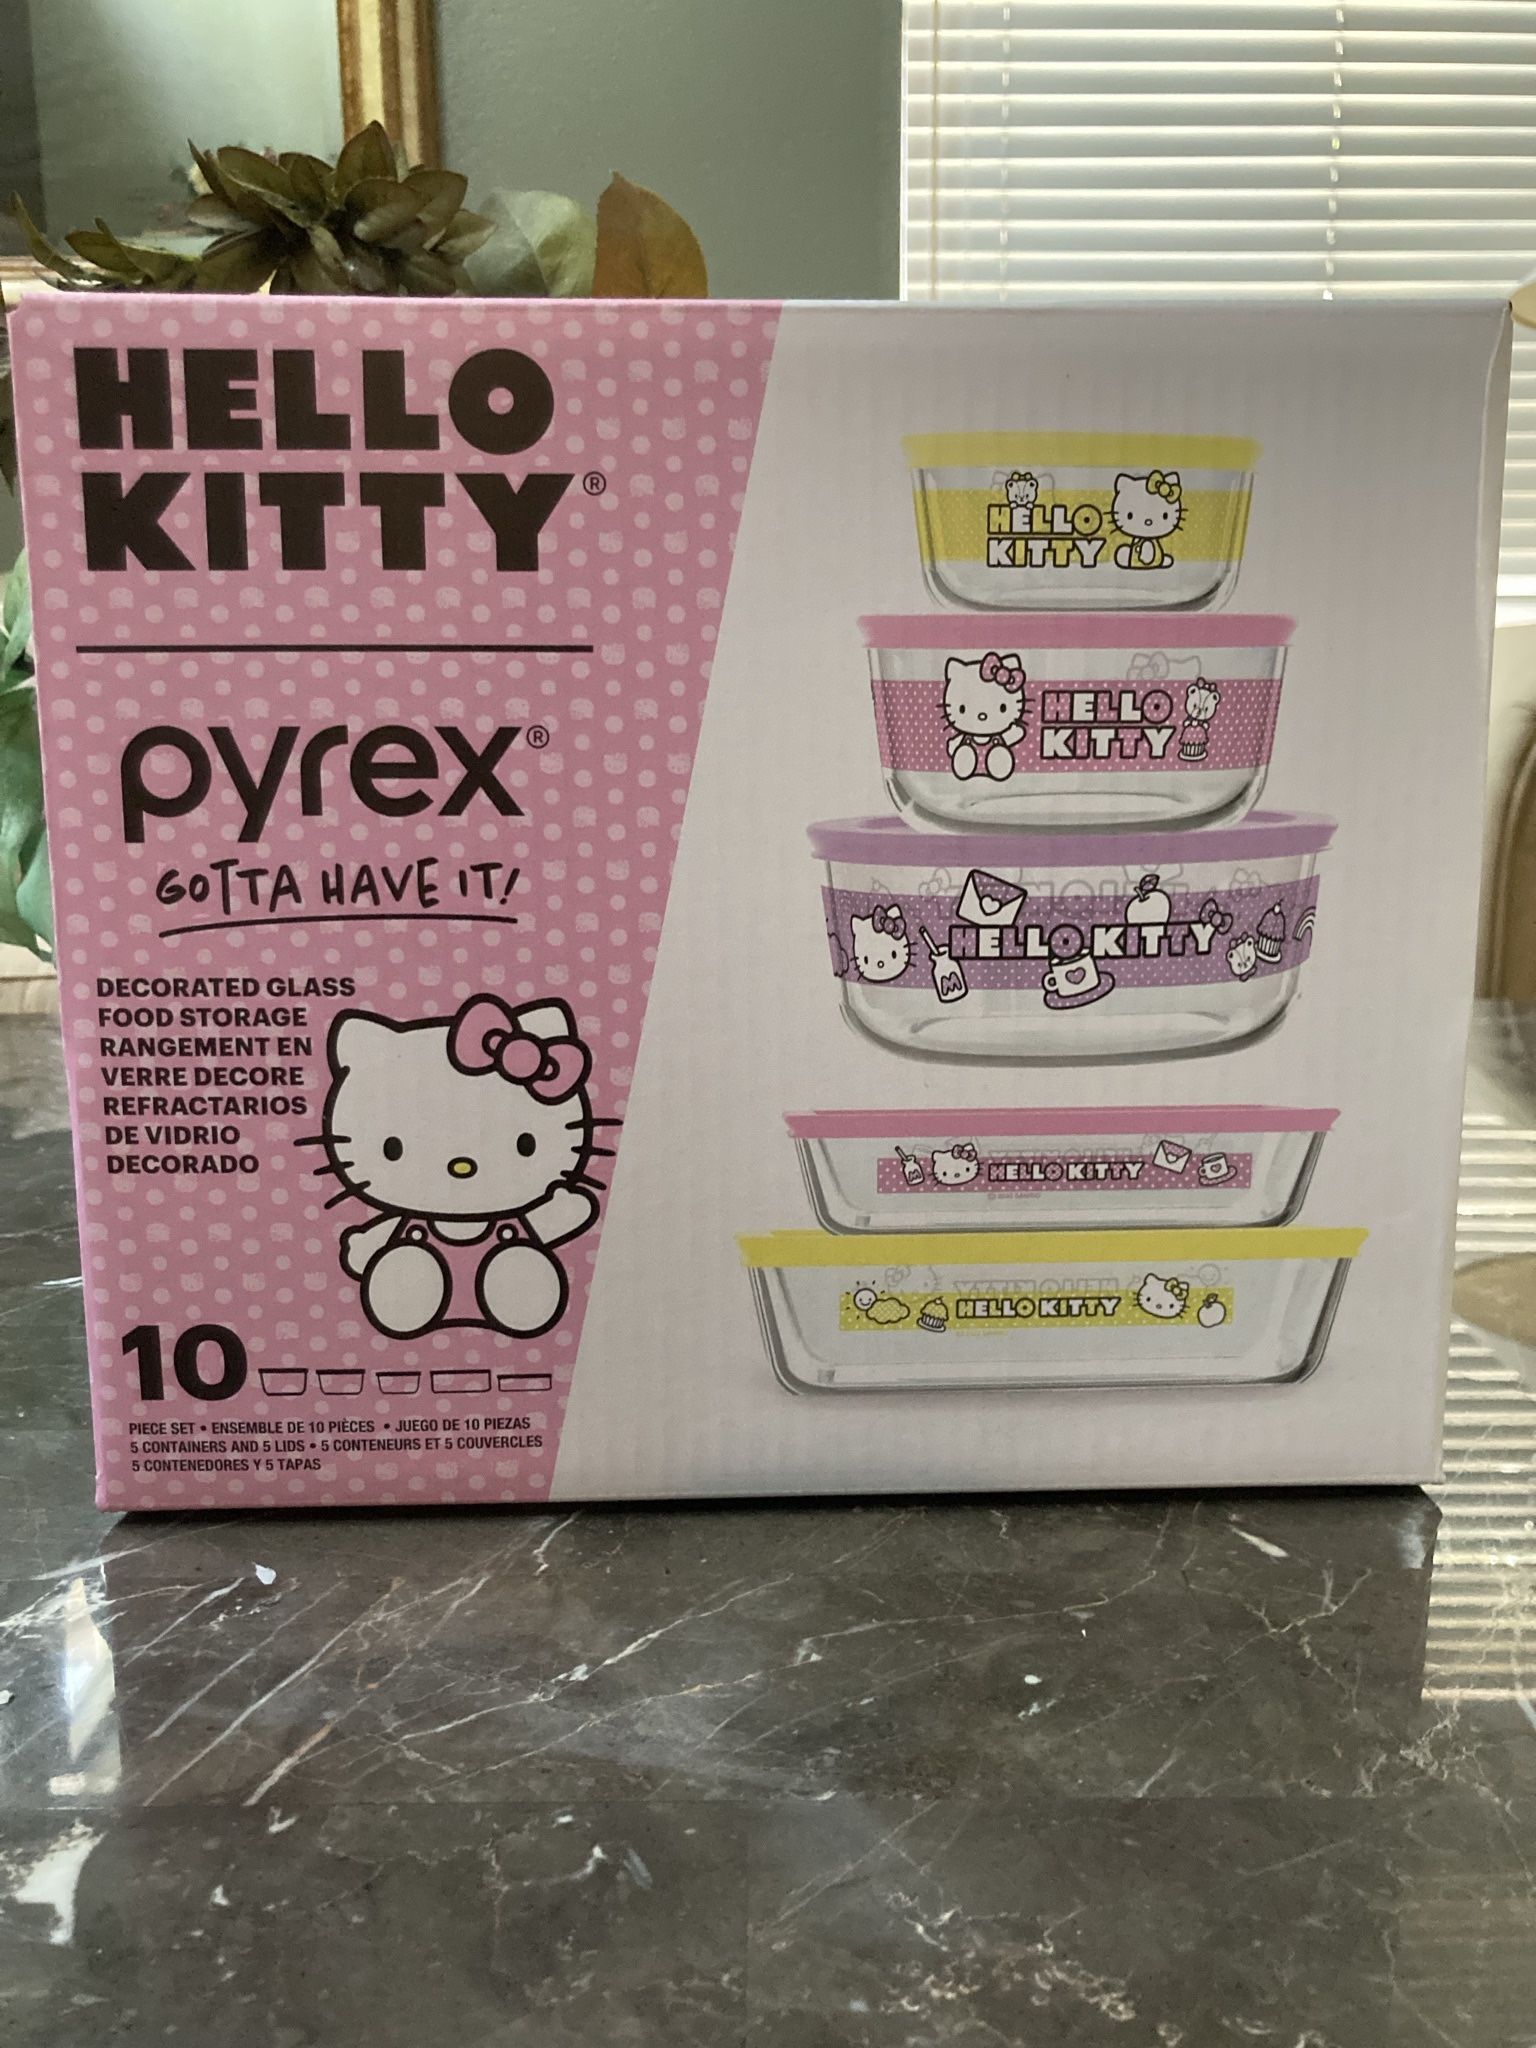 HELLO
KITTY®
pyrex®
GOTTA HAVE IT!
DECORATED GLASS
FOOD STORAGE
RANGEMENT EN
VERRE DECORE
REFRACTARIOS
DE VIDRIO
DECORADO
10
PIECE SET • ENSEMBLE DE 10 PIÈCES • JUEGO DE 10 PIEZAS
5 CONTAINERS AND 5 LIDS • 5 CONTENEURS ET 5 COUVERCLES
5 CONTENEDORES Y 5 TAPAS
HELLO
KITTY
HELLO
KITTY
HELLO KITTY
M
M
HELLO KITTY
HELLO KITTY